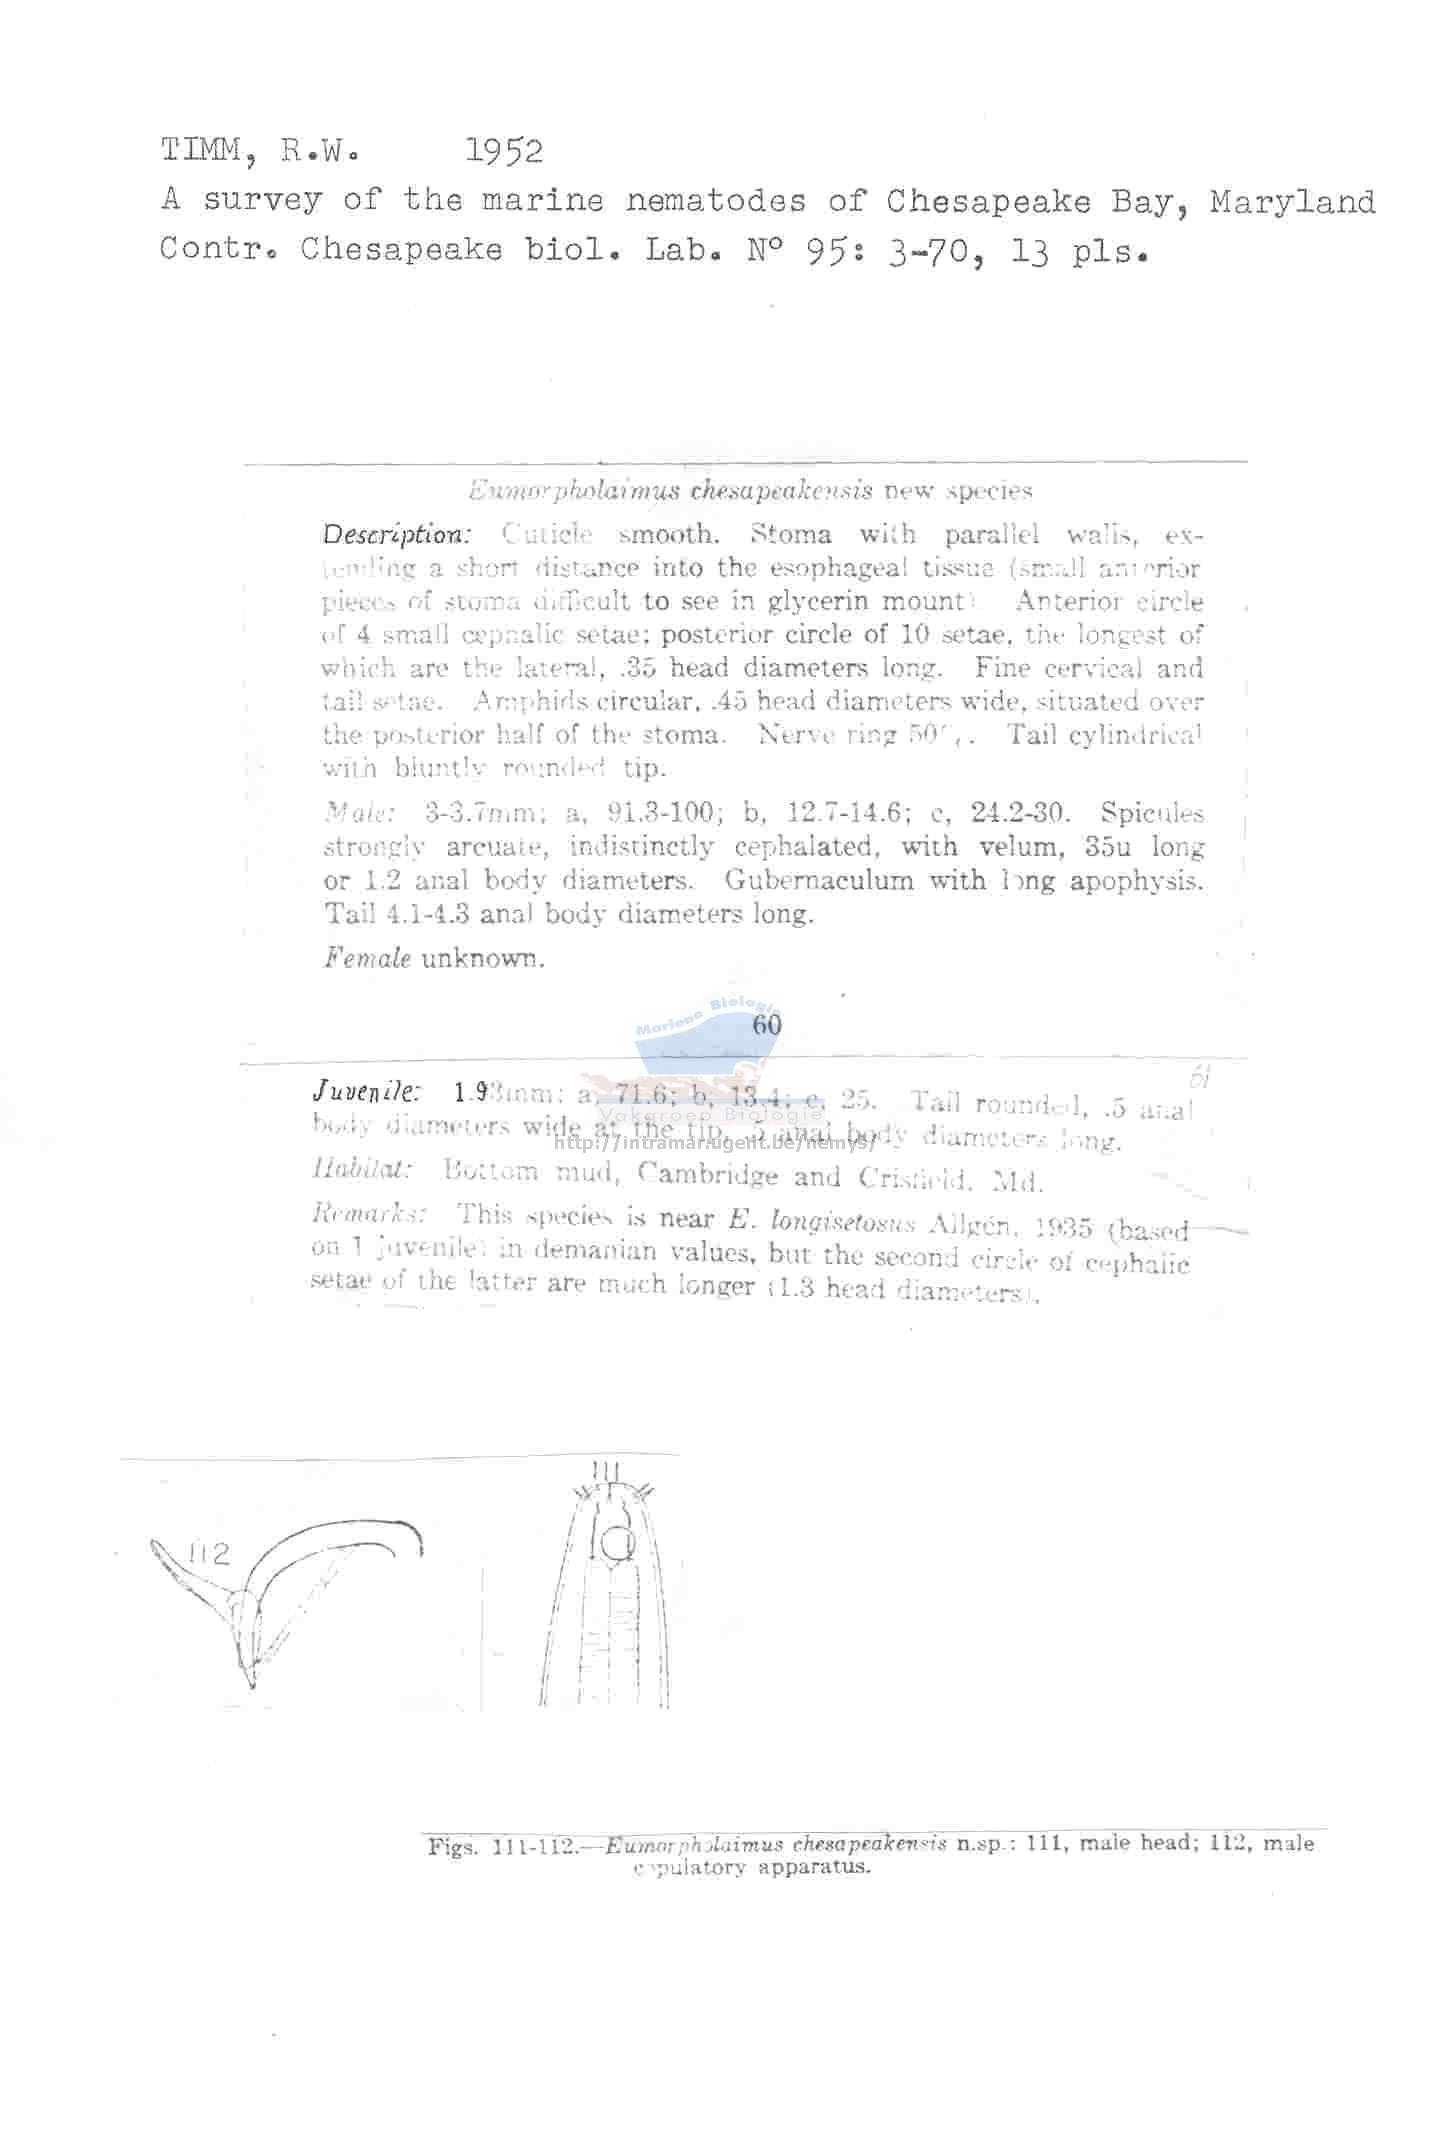 TIMM, R.W. 1952
A survey of the marine nematodes of Chesapeake Bay, Maryland
Contr. Chesapeake biol. Lab. Nº 95: 3-70, 13 pls.
Eumorpholaimus chesapeakensis new species
Description: Cuticle smooth. Stoma with parallel walls, ex-
tending a short distance into the esophageal tissue (small anterior
pieces of stoma difficult to see in glycerin mount) Anterior circle
of 4 small cephalic setae; posterior circle of 10 setae, the longest of
which are the lateral, .35 head diameters long. Fine cervical and
tail setae. Amphids circular, .45 head diameters wide, situated over
the posterior half of the stoma. Nerve ring 50%. Tail cylindrical
with bluntly rounded tip.
Male: 3-3.7mm; a, 91.3-100; b, 12.7-14.6; c, 24.2-30. Spicules
strongly arcuate, indistinctly cephalated, with velum, 35u long
or 1.2 anal body diameters. Gubernaculum with long apophysis.
Tail 4.1-4.3 anal body diameters long.
Female unknown.
Mariene Biologie
60
61
Juvenile: 1.93mm; a, 71.6; b, 13.4; c, 25. Tail rounded, .5 anal
Vakgroep Biologie
body diameters wide at the tip, 5 anal body diameters long.
http://intramar.ugent.be/nemys/
Habitat: Bottom mud, Cambridge and Crisfield, Md.
Remarks: This species is near E. longisetosus Allgén, 1935 (based
on 1 juvenile) in demanian values, but the second circle of cephalic
setae of the latter are much longer (1.3 head diameters).
111
112
Figs. 111-112.—Eumorpholaimus chesapeakensis n.sp.: 111, male head; 112, male
copulatory apparatus.